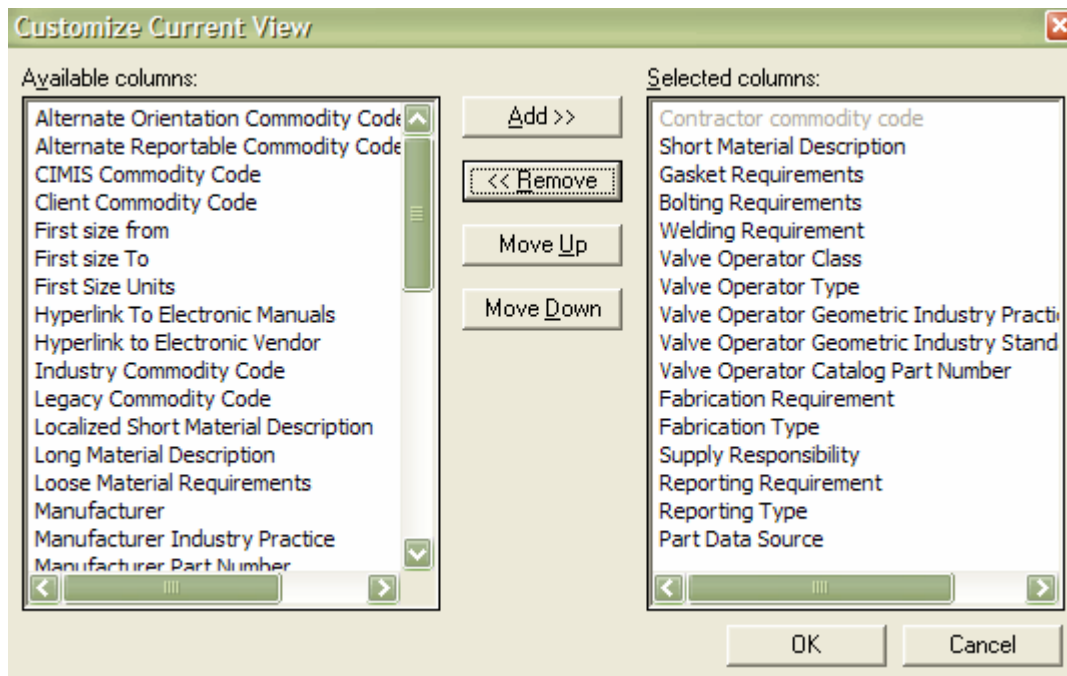 Customize Current View
Available columns:
Alternate Orientation Commodity Code
Alternate Reportable Commodity Code
CIMIS Commodity Code
Client Commodity Code
First size from
First size To
First Size Units
Hyperlink To Electronic Manuals
Hyperlink to Electronic Vendor
Industry Commodity Code
Legacy Commodity Code
Localized Short Material Description
Long Material Description
Loose Material Requirements
Manufacturer
Manufacturer Industry Practice
Manufacturer Part Number
Add >>
<< Remove
Move Up
Move Down
Selected columns:
Contractor commodity code
Short Material Description
Gasket Requirements
Bolting Requirements
Welding Requirement
Valve Operator Class
Valve Operator Type
Valve Operator Geometric Industry Practi
Valve Operator Geometric Industry Stand
Valve Operator Catalog Part Number
Fabrication Requirement
Fabrication Type
Supply Responsibility
Reporting Requirement
Reporting Type
Part Data Source
OK
Cancel